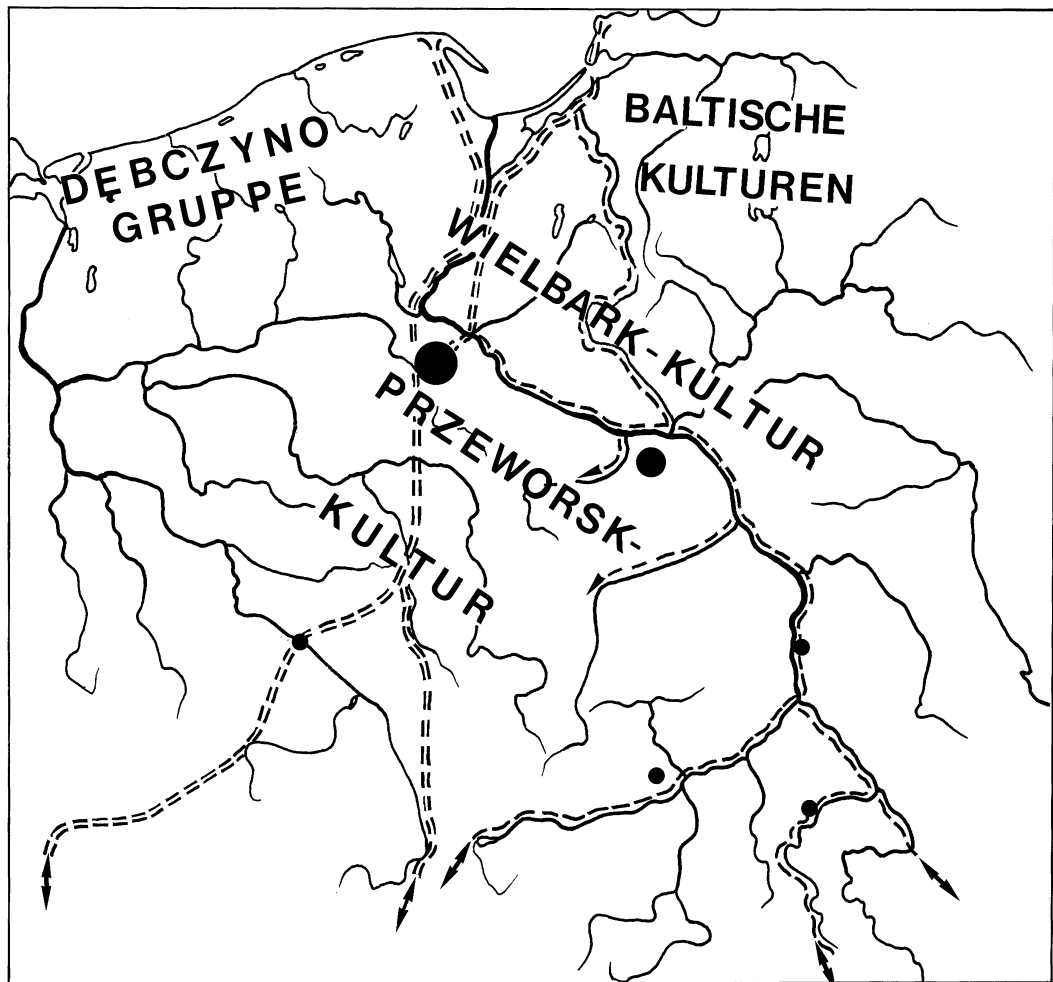 DĘBCZYNO
GRUPPE
BALTISCHE
KULTUREN
WIELBARK-KULTUR
PRZEWORSK-
KULTUR